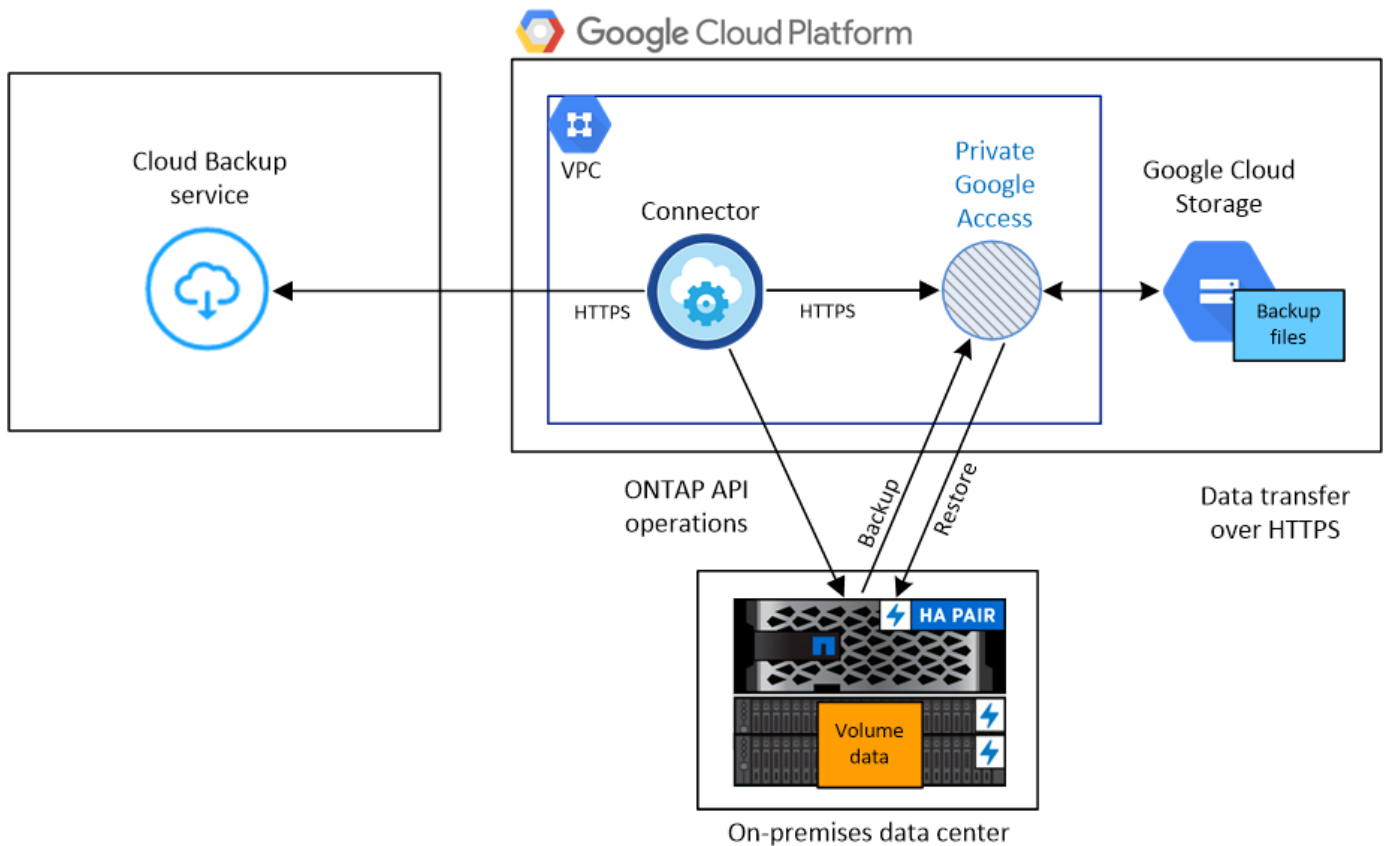 Google Cloud Platform
Cloud Backup
service
VPC
Connector
Private
Google
Access
Google Cloud
Storage
HTTPS
HTTPS
Backup
files
ONTAP API
operations
Backup
Restore
Data transfer
over HTTPS
HA PAIR
Volume
data
On-premises data center